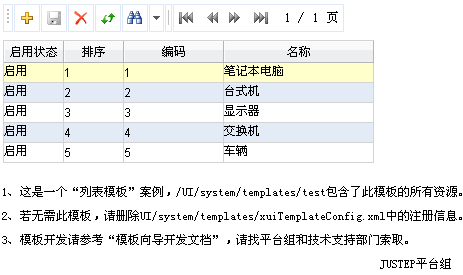 1 / 1 页
启用状态 排序 编码 名称
启用 1 1 笔记本电脑
启用 2 2 台式机
启用 3 3 显示器
启用 4 4 交换机
启用 5 5 车辆
1、这是一个“列表模板”案例，/UI/system/templates/test包含了此模板的所有资源。
2、若无需此模板，请删除UI/system/templates/xuiTemplateConfig.xml中的注册信息。
3、模板开发请参考“模板向导开发文档”，请找平台组和技术支持部门索取。
JUSTEP平台组